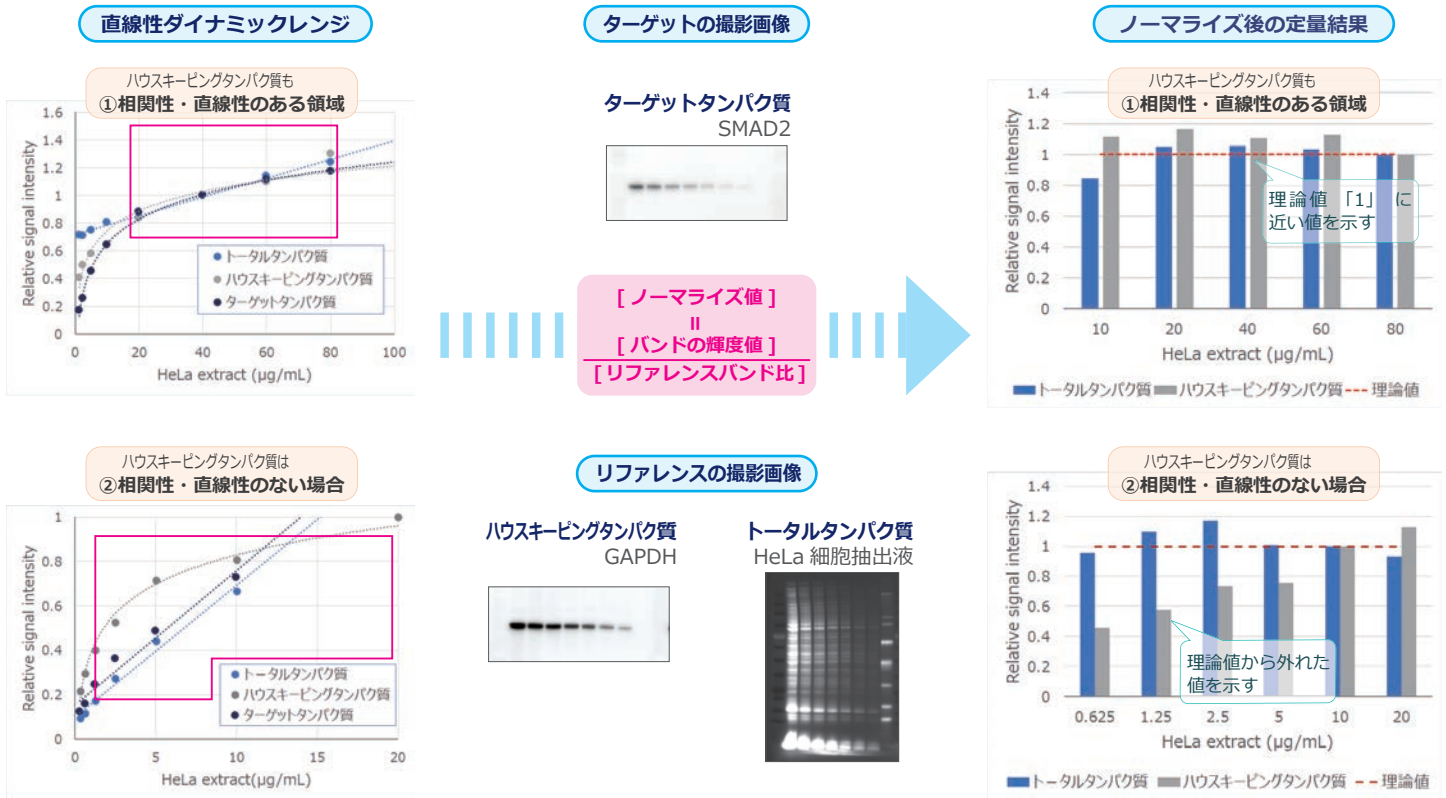 直線性ダイナミックレンジ
ハウスキーピングタンパク質も
①相関性・直線性のある領域
Relative signal intensity
1.6
1.4
1.2
1
0.8
0.6
0.4
0.2
0
トータルタンパク質
ハウスキーピングタンパク質
ターゲットタンパク質
0 20 40 60 80 100
HeLa extract (μg/mL)
ターゲットの撮影画像
ターゲットタンパク質
SMAD2
[ ノーマライズ値 ]
=
[ バンドの輝度値 ]
[ リファレンスバンド比 ]
ノーマライズ後の定量結果
ハウスキーピングタンパク質も
①相関性・直線性のある領域
Relative signal intensity
1.4
1.2
1
0.8
0.6
0.4
0.2
0
理論値 「1」 に
近い値を示す
10 20 40 60 80
HeLa extract (μg/mL)
トータルタンパク質 ハウスキーピングタンパク質 理論値
ハウスキーピングタンパク質は
②相関性・直線性のない場合
Relative signal intensity
1
0.8
0.6
0.4
0.2
0
トータルタンパク質
ハウスキーピングタンパク質
ターゲットタンパク質
0 5 10 15 20
HeLa extract(μg/mL)
リファレンスの撮影画像
ハウスキーピングタンパク質
GAPDH
トータルタンパク質
HeLa 細胞抽出液
ハウスキーピングタンパク質は
②相関性・直線性のない場合
Relative signal intensity
1.4
1.2
1
0.8
0.6
0.4
0.2
0
理論値から外れた
値を示す
0.625 1.25 2.5 5 10 20
HeLa extract (μg/mL)
トータルタンパク質 ハウスキーピングタンパク質 理論値